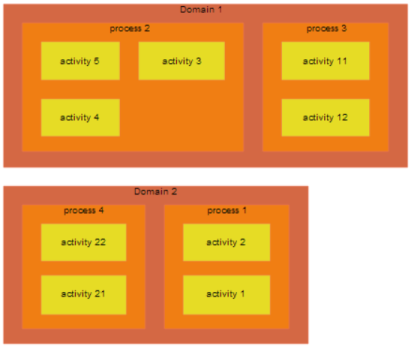 Domain 1
process 2
process 3
activity 5
activity 3
activity 11
activity 4
activity 12
Domain 2
process 4
process 1
activity 22
activity 2
activity 21
activity 1